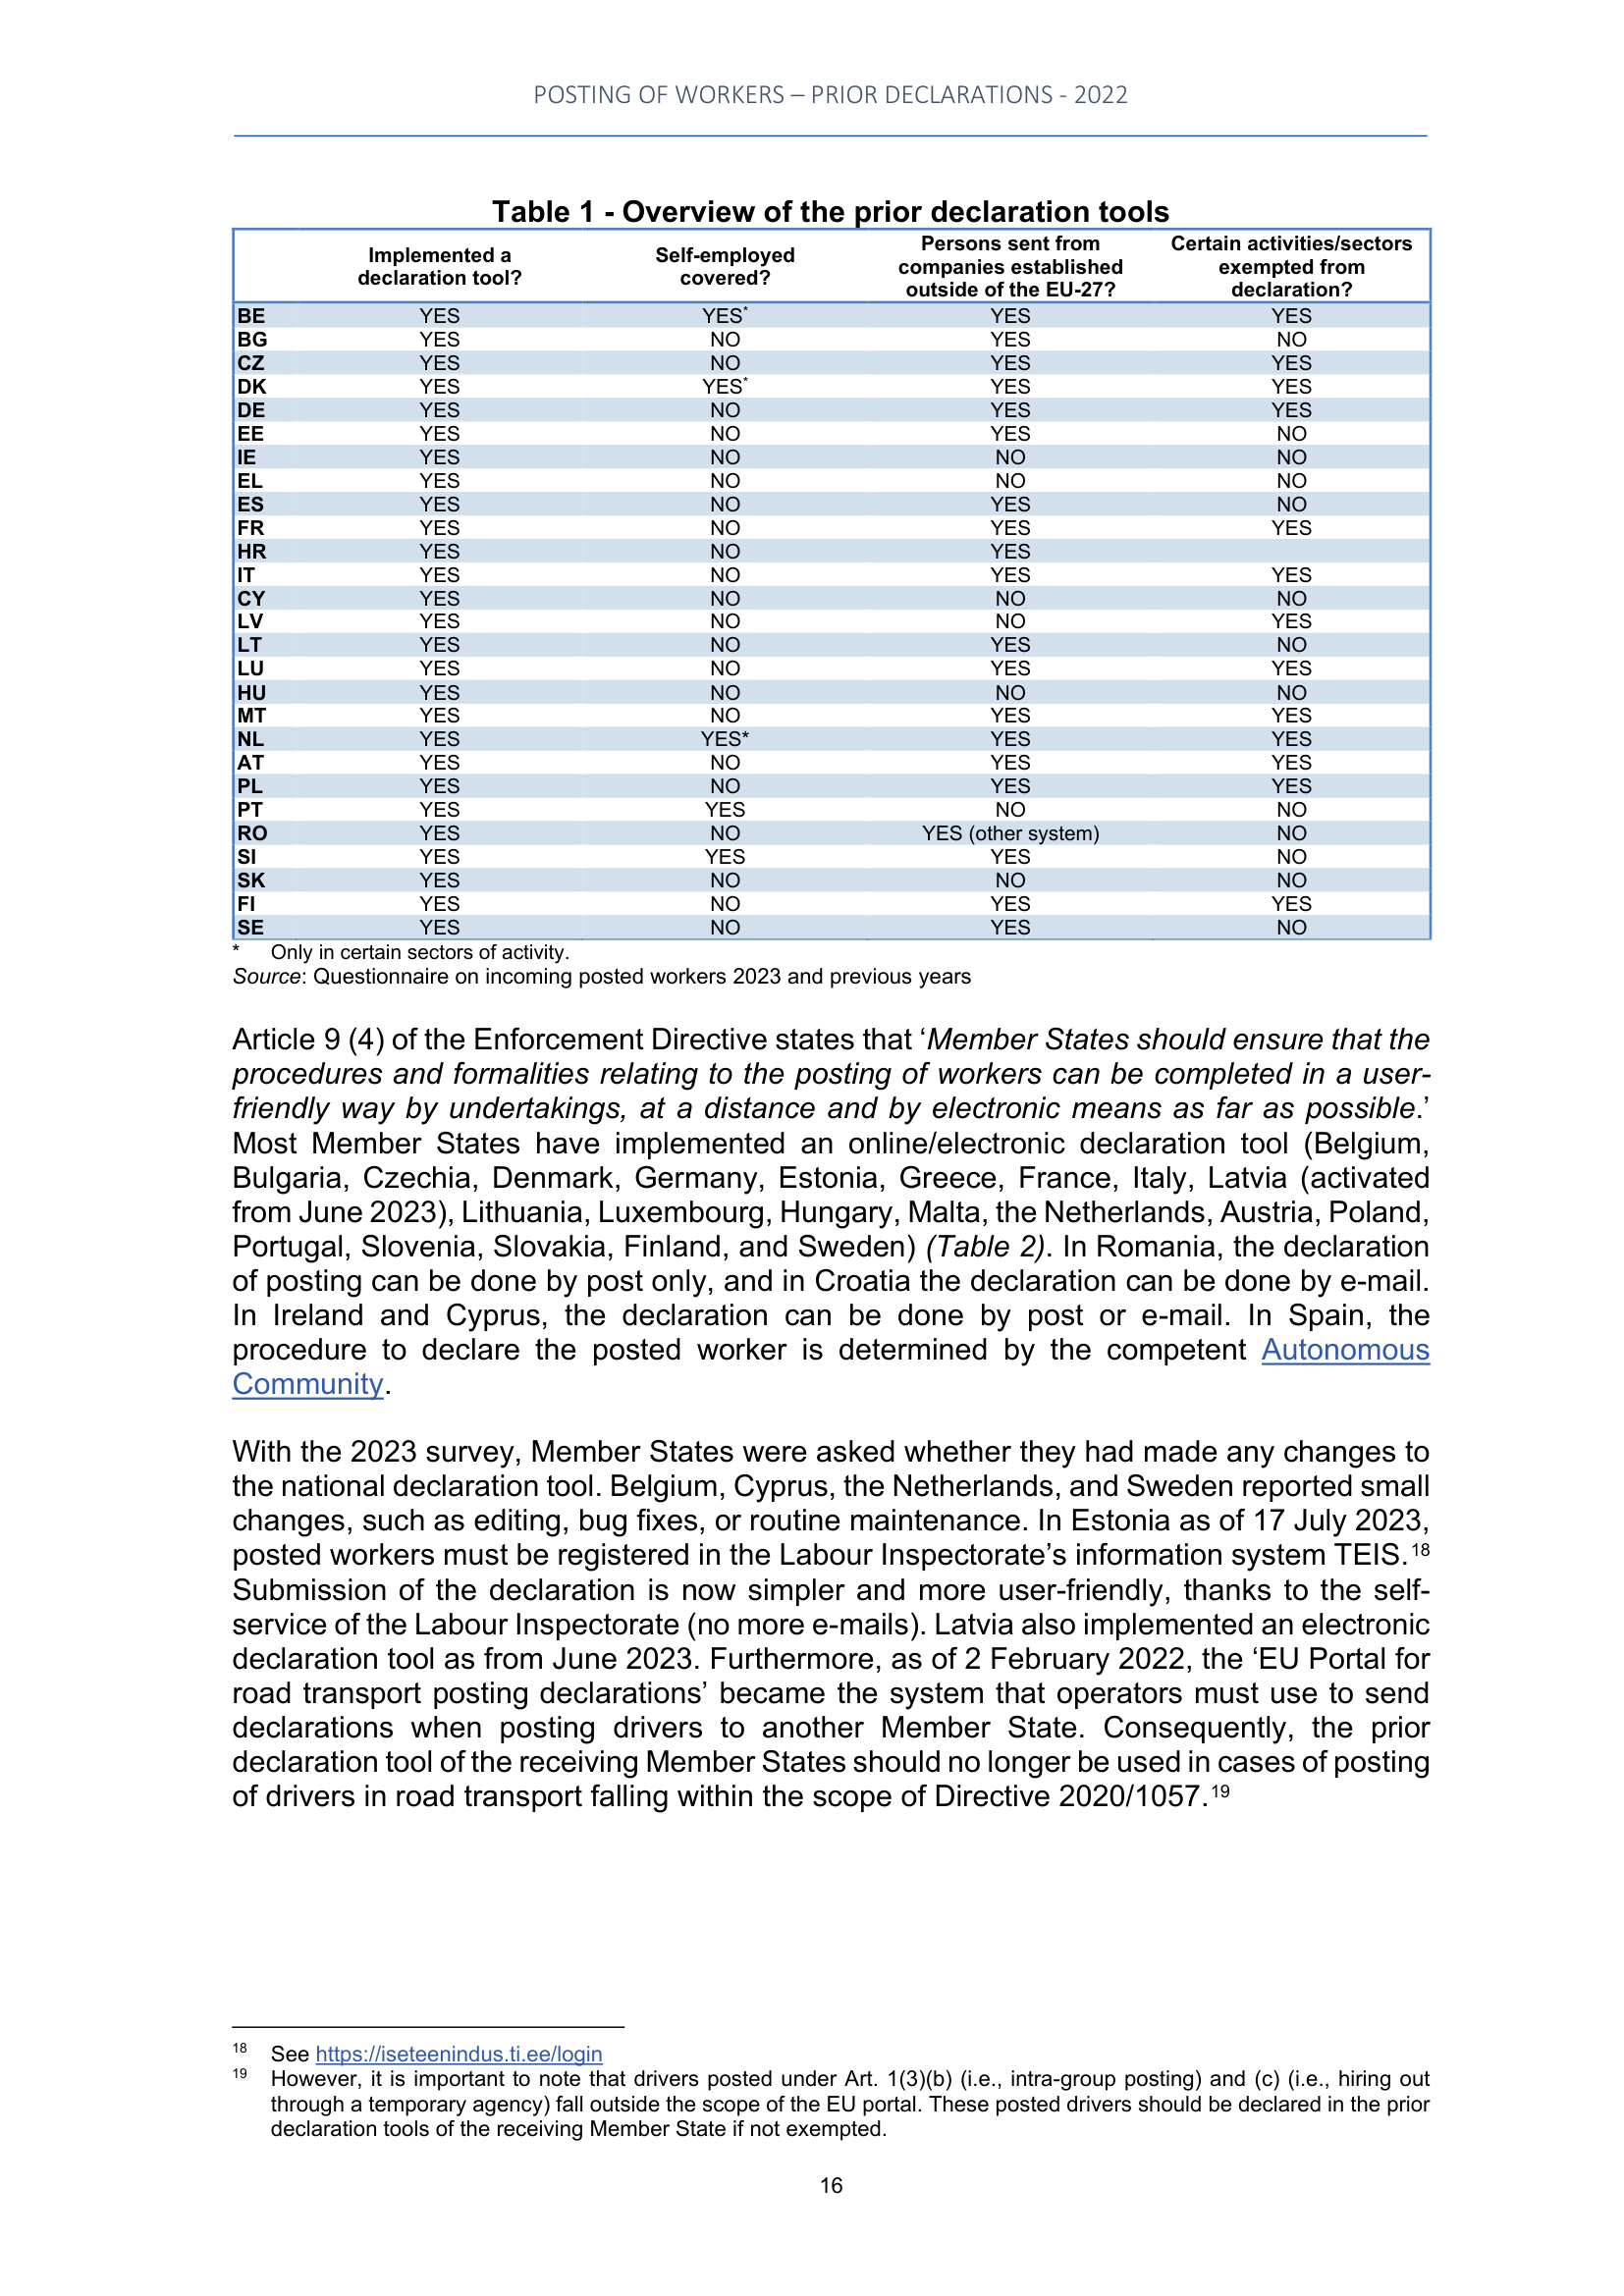 POSTING OF WORKERS – PRIOR DECLARATIONS - 2022
Table 1 - Overview of the prior declaration tools
Implemented a declaration tool? Self-employed covered? Persons sent from companies established outside of the EU-27? Certain activities/sectors exempted from declaration?
BE YES YES* YES YES
BG YES NO YES NO
CZ YES NO YES YES
DK YES YES* YES YES
DE YES NO YES YES
EE YES NO YES NO
IE YES NO NO NO
EL YES NO NO NO
ES YES NO YES NO
FR YES NO YES YES
HR YES NO YES
IT YES NO YES YES
CY YES NO NO NO
LV YES NO NO YES
LT YES NO YES NO
LU YES NO YES YES
HU YES NO NO NO
MT YES NO YES YES
NL YES YES* YES YES
AT YES NO YES YES
PL YES NO YES YES
PT YES YES NO NO
RO YES NO YES (other system) NO
SI YES YES YES NO
SK YES NO NO NO
FI YES NO YES YES
SE YES NO YES NO
* Only in certain sectors of activity.
Source: Questionnaire on incoming posted workers 2023 and previous years
Article 9 (4) of the Enforcement Directive states that ‘Member States should ensure that the
procedures and formalities relating to the posting of workers can be completed in a user-
friendly way by undertakings, at a distance and by electronic means as far as possible.’
Most Member States have implemented an online/electronic declaration tool (Belgium,
Bulgaria, Czechia, Denmark, Germany, Estonia, Greece, France, Italy, Latvia (activated
from June 2023), Lithuania, Luxembourg, Hungary, Malta, the Netherlands, Austria, Poland,
Portugal, Slovenia, Slovakia, Finland, and Sweden) (Table 2). In Romania, the declaration
of posting can be done by post only, and in Croatia the declaration can be done by e-mail.
In Ireland and Cyprus, the declaration can be done by post or e-mail. In Spain, the
procedure to declare the posted worker is determined by the competent Autonomous
Community.
With the 2023 survey, Member States were asked whether they had made any changes to
the national declaration tool. Belgium, Cyprus, the Netherlands, and Sweden reported small
changes, such as editing, bug fixes, or routine maintenance. In Estonia as of 17 July 2023,
posted workers must be registered in the Labour Inspectorate’s information system TEIS.18
Submission of the declaration is now simpler and more user-friendly, thanks to the self-
service of the Labour Inspectorate (no more e-mails). Latvia also implemented an electronic
declaration tool as from June 2023. Furthermore, as of 2 February 2022, the ‘EU Portal for
road transport posting declarations’ became the system that operators must use to send
declarations when posting drivers to another Member State. Consequently, the prior
declaration tool of the receiving Member States should no longer be used in cases of posting
of drivers in road transport falling within the scope of Directive 2020/1057.19
18 See https://iseteenindus.ti.ee/login
19 However, it is important to note that drivers posted under Art. 1(3)(b) (i.e., intra-group posting) and (c) (i.e., hiring out
through a temporary agency) fall outside the scope of the EU portal. These posted drivers should be declared in the prior
declaration tools of the receiving Member State if not exempted.
16